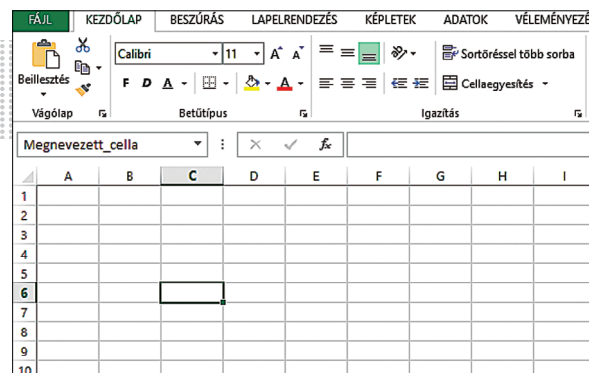 FÁJL KEZDŐLAP BESZÚRÁS LAPELRENDEZÉS KÉPLETEK ADATOK VÉLEMÉNYEZÉ
Calibri 11 A A Sortöréssel több sorba
Beillesztés F D A A Cellaegyesítés
Vágólap Betűtípus Igazítás
Megnevezett_cella fx
A B C D E F G H I
1
2
3
4
5
6
7
8
9
10